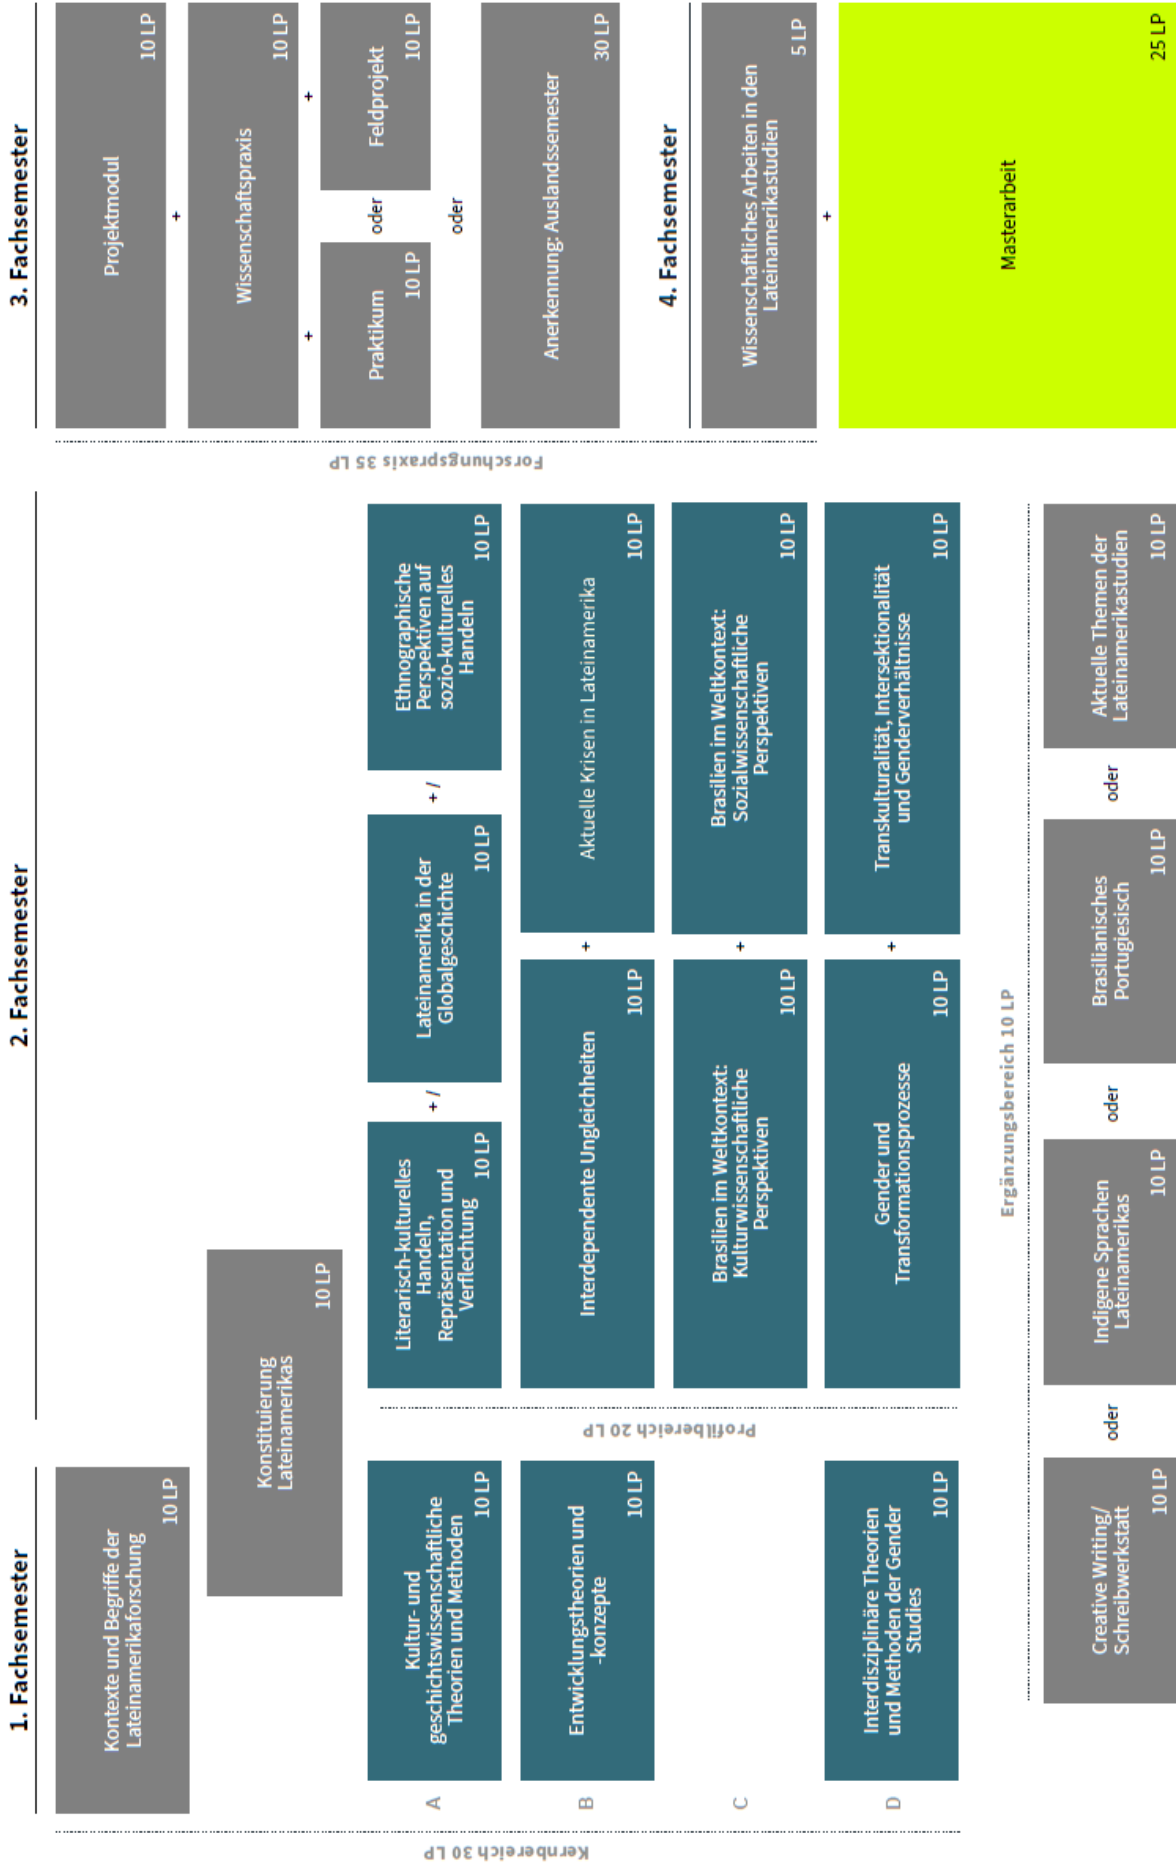 1. Fachsemester
Kontexte und Begriffe der
Lateinamerikaforschung
10 LP
Konstituierung
Lateinamerikas
10 LP
Kernbereich 30 LP
A
Kultur- und
geschichtswissenschaftliche
Theorien und Methoden
10 LP
B
Entwicklungstheorien und
-konzepte
10 LP
C
D
Interdisziplinäre Theorien
und Methoden der Gender
Studies
10 LP
2. Fachsemester
Profilbereich 20 LP
Literarisch-kulturelles
Handeln,
Repräsentation und
Verflechtung
10 LP
+ /
Lateinamerika in der
Globalgeschichte
10 LP
+ /
Ethnographische
Perspektiven auf
sozio-kulturelles
Handeln
10 LP
Interdependente Ungleichheiten
10 LP
+
Aktuelle Krisen in Lateinamerika
10 LP
Brasilien im Weltkontext:
Kulturwissenschaftliche
Perspektiven
10 LP
+
Brasilien im Weltkontext:
Sozialwissenschaftliche
Perspektiven
10 LP
Gender und
Transformationsprozesse
10 LP
+
Transkulturalität, Intersektionalität
und Genderverhältnisse
10 LP
Ergänzungsbereich 10 LP
Creative Writing/
Schreibwerkstatt
10 LP
oder
Indigene Sprachen
Lateinamerikas
10 LP
oder
Brasilianisches
Portugiesisch
10 LP
oder
Aktuelle Themen der
Lateinamerikastudien
10 LP
3. Fachsemester
Forschungspraxis 35 LP
Projektmodul
10 LP
+
Wissenschaftspraxis
10 LP
+
+
Praktikum
10 LP
oder
Feldprojekt
10 LP
oder
Anerkennung: Auslandssemester
30 LP
4. Fachsemester
Wissenschaftliches Arbeiten in den
Lateinamerikastudien
5 LP
+
Masterarbeit
25 LP